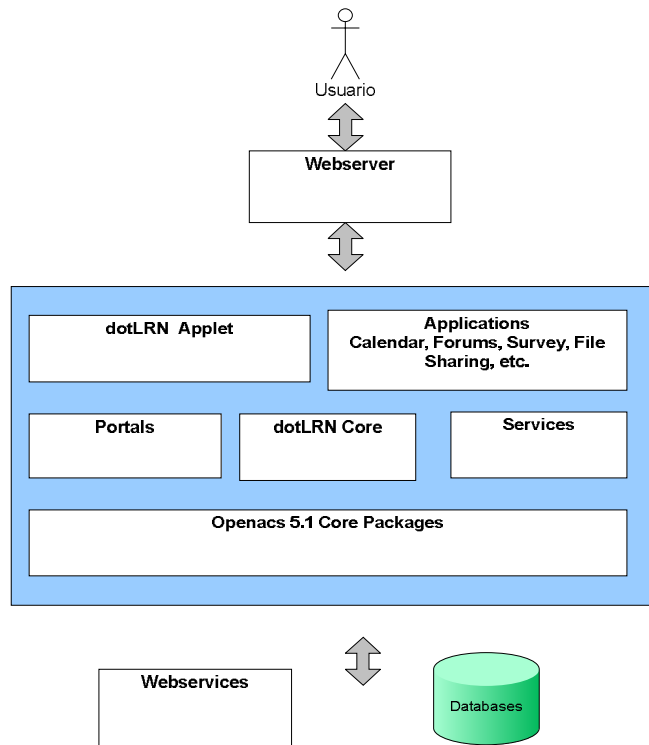 Usuario
Webserver
dotLRN Applet
Applications
Calendar, Forums, Survey, File
Sharing, etc.
Portals
dotLRN Core
Services
Openacs 5.1 Core Packages
Webservices
Databases